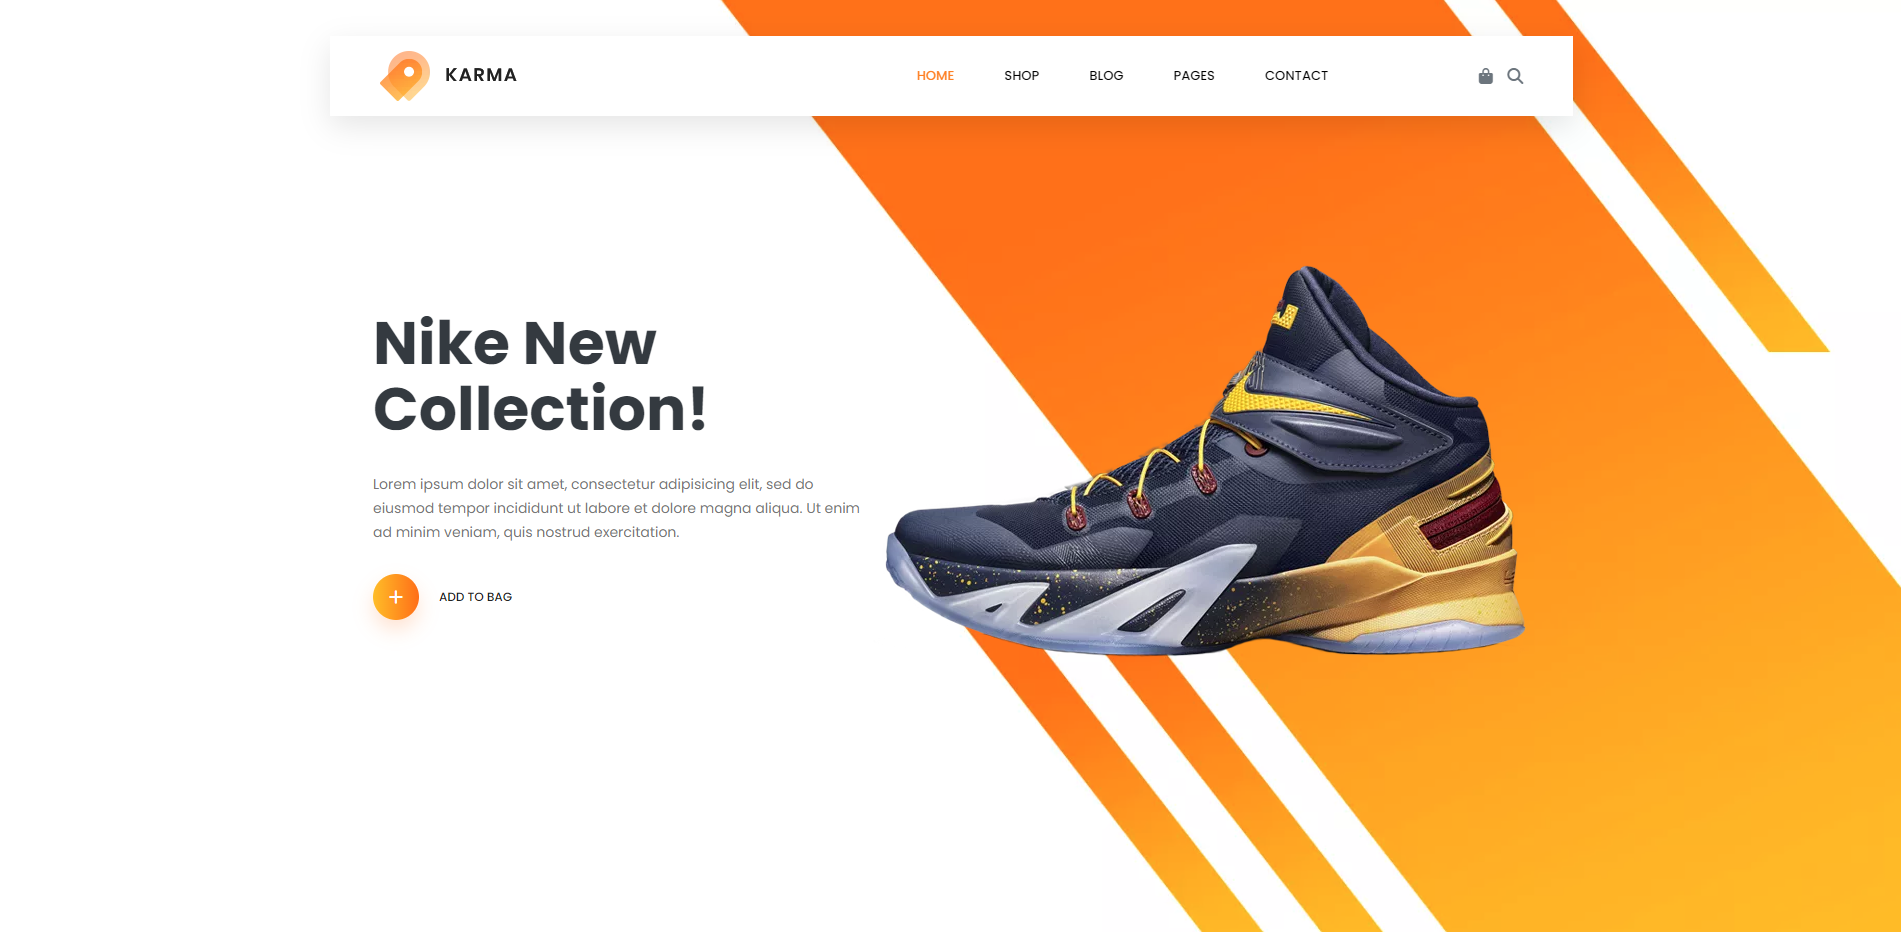 KARMA
HOME SHOP BLOG PAGES CONTACT
Nike New
Collection!
Lorem ipsum dolor sit amet, consectetur adipisicing elit, sed do
eiusmod tempor incididunt ut labore et dolore magna aliqua. Ut enim
ad minim veniam, quis nostrud exercitation.
ADD TO BAG